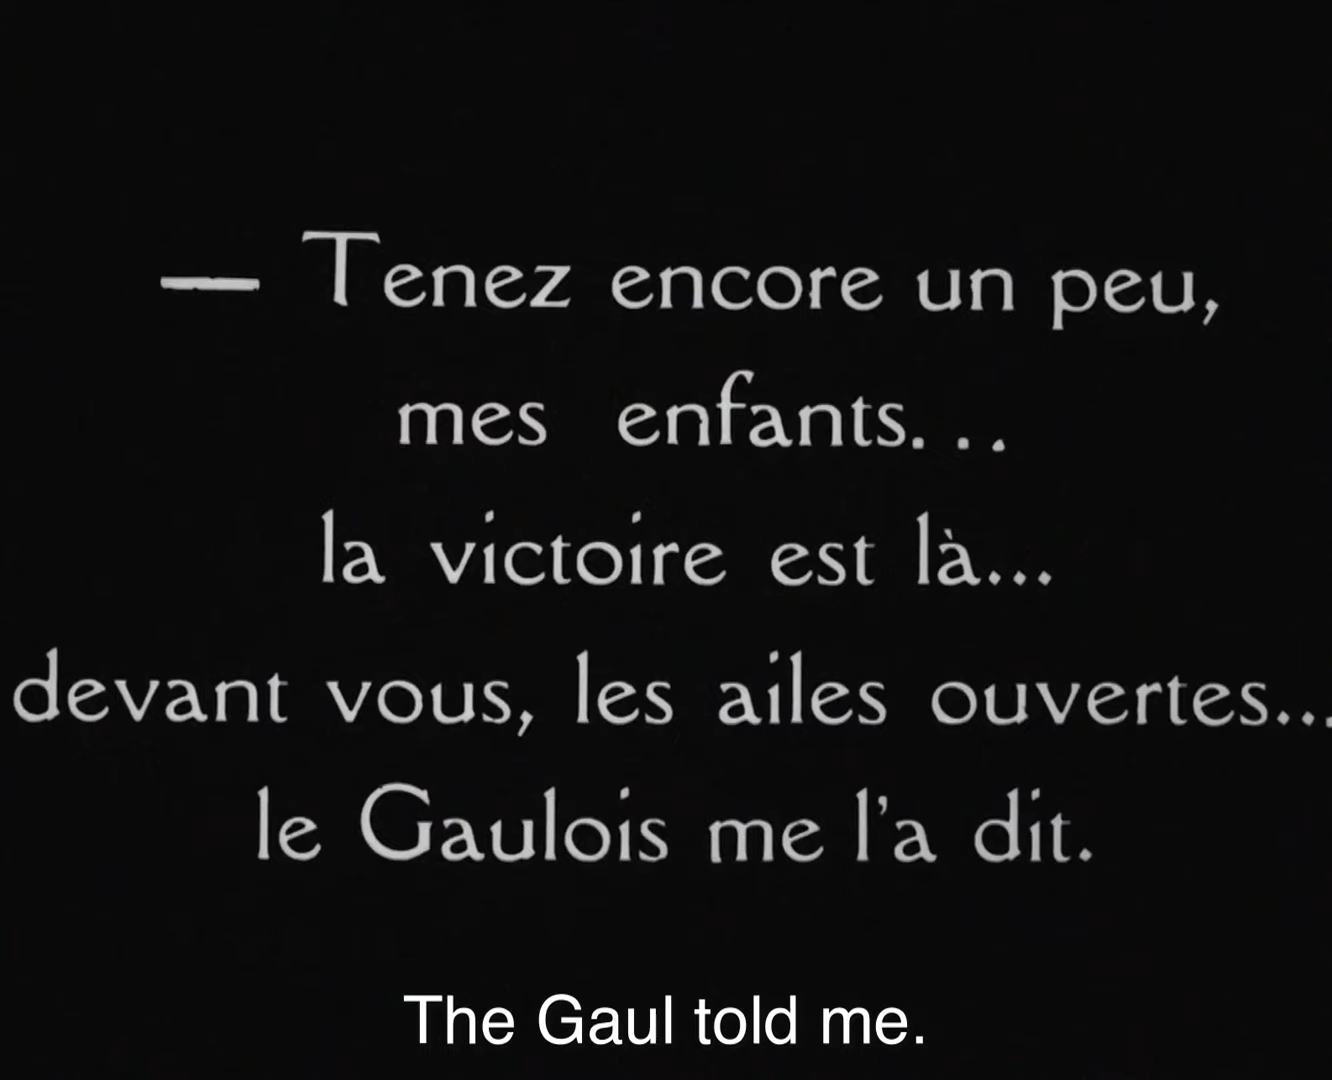 — Tenez encore un peu,
mes enfants. . .
la victoire est là...
devant vous, les ailes ouvertes...
le Gaulois me l'a dit.
The Gaul told me.